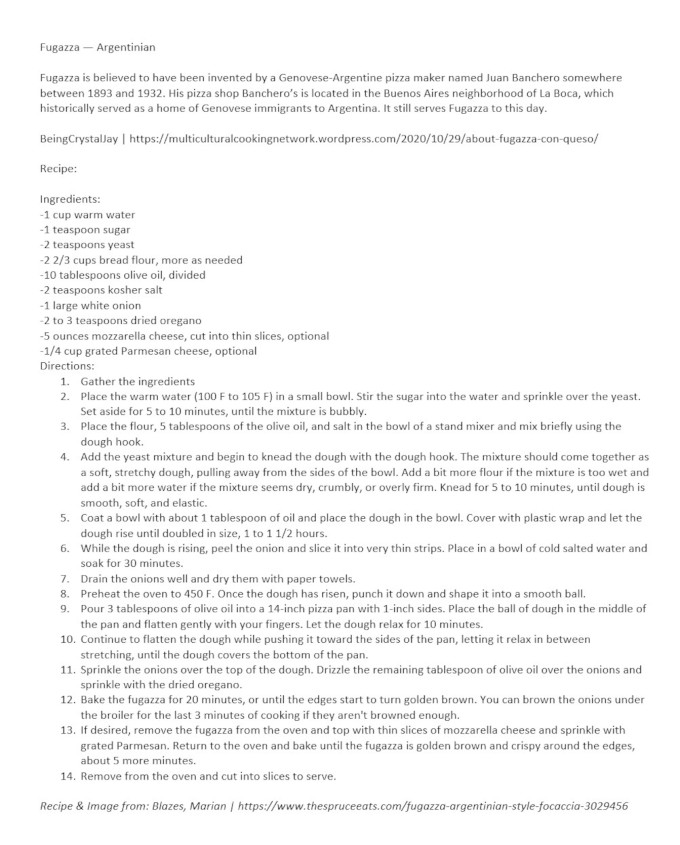 Fugazza — Argentinian
Fugazza is believed to have been invented by a Genovese-Argentine pizza maker named Juan Banchero somewhere
between 1893 and 1932. His pizza shop Banchero's is located in the Buenos Aires neighborhood of La Boca, which
historically served as a home of Genovese immigrants to Argentina. It still serves Fugazza to this day.
BeingCrystalJay | https://multiculturalcookingnetwork.wordpress.com/2020/10/29/about-fugazza-con-queso/
Recipe:
Ingredients:
-1 cup warm water
-1 teaspoon sugar
-2 teaspoons yeast
-2 2/3 cups bread flour, more as needed
-10 tablespoons olive oil, divided
-2 teaspoons kosher salt
-1 large white onion
-2 to 3 teaspoons dried oregano
-5 ounces mozzarella cheese, cut into thin slices, optional
-1/4 cup grated Parmesan cheese, optional
Directions:
1. Gather the ingredients
2. Place the warm water (100 F to 105 F) in a small bowl. Stir the sugar into the water and sprinkle over the yeast.
Set aside for 5 to 10 minutes, until the mixture is bubbly.
3. Place the flour, 5 tablespoons of the olive oil, and salt in the bowl of a stand mixer and mix briefly using the
dough hook.
4. Add the yeast mixture and begin to knead the dough with the dough hook. The mixture should come together as
a soft, stretchy dough, pulling away from the sides of the bowl. Add a bit more flour if the mixture is too wet and
add a bit more water if the mixture seems dry, crumbly, or overly firm. Knead for 5 to 10 minutes, until dough is
smooth, soft, and elastic.
5. Coat a bowl with about 1 tablespoon of oil and place the dough in the bowl. Cover with plastic wrap and let the
dough rise until doubled in size, 1 to 1 1/2 hours.
6. While the dough is rising, peel the onion and slice it into very thin strips. Place in a bowl of cold salted water and
soak for 30 minutes.
7. Drain the onions well and dry them with paper towels.
8. Preheat the oven to 450 F. Once the dough has risen, punch it down and shape it into a smooth ball.
9. Pour 3 tablespoons of olive oil into a 14-inch pizza pan with 1-inch sides. Place the ball of dough in the middle of
the pan and flatten gently with your fingers. Let the dough relax for 10 minutes.
10. Continue to flatten the dough while pushing it toward the sides of the pan, letting it relax in between
stretching, until the dough covers the bottom of the pan.
11. Sprinkle the onions over the top of the dough. Drizzle the remaining tablespoon of olive oil over the onions and
sprinkle with the dried oregano.
12. Bake the fugazza for 20 minutes, or until the edges start to turn golden brown. You can brown the onions under
the broiler for the last 3 minutes of cooking if they aren't browned enough.
13. If desired, remove the fugazza from the oven and top with thin slices of mozzarella cheese and sprinkle with
grated Parmesan. Return to the oven and bake until the fugazza is golden brown and crispy around the edges,
about 5 more minutes.
14. Remove from the oven and cut into slices to serve.
Recipe & Image from: Blazes, Marian | https://www.thespruceeats.com/fugazza-argentinian-style-focaccia-3029456